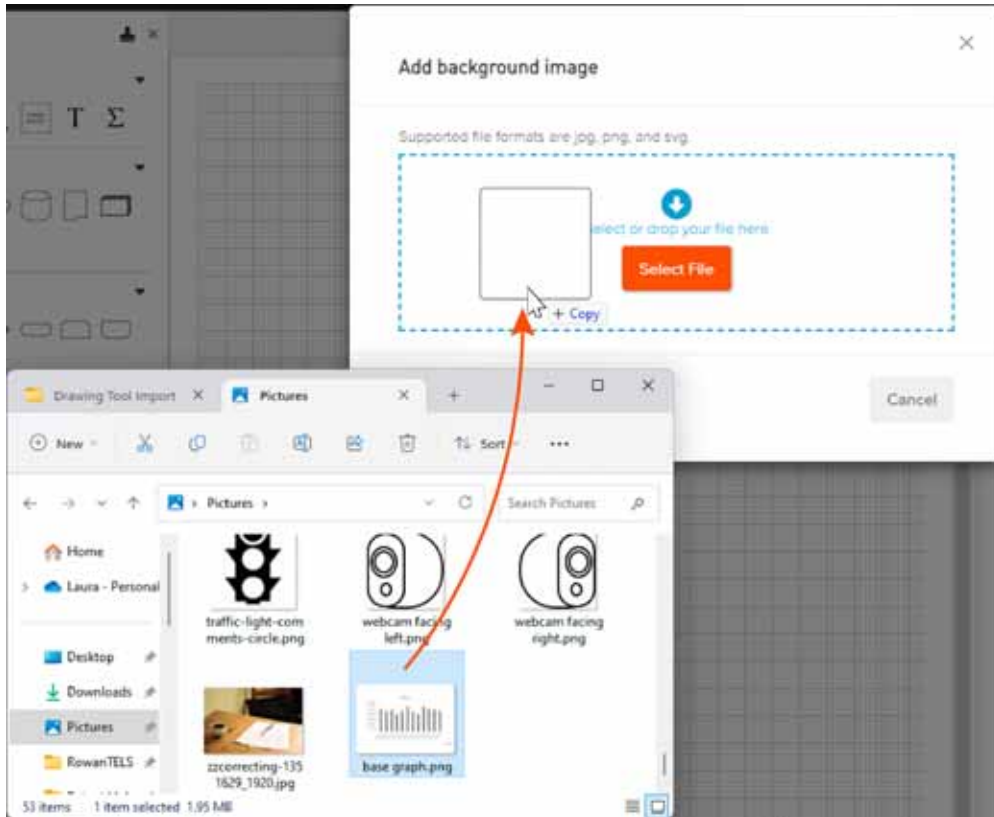 Add background image
Supported file formats are jpg, png, and svg.
T Σ
elect or drop your file here
Select File
+ Copy
Cancel
Drawing Tool Import
Pictures
New
Sort
Pictures
Search Pictures
Home
Laura - Personal
Desktop
Downloads
Pictures
RowanTELS
traffic-light-com
ments-circle.png
webcam facing
left.png
webcam facing
right.png
zzcorrecting-135
1629_1920.jpg
base graph.png
53 items 1 item selected 1.95 MB